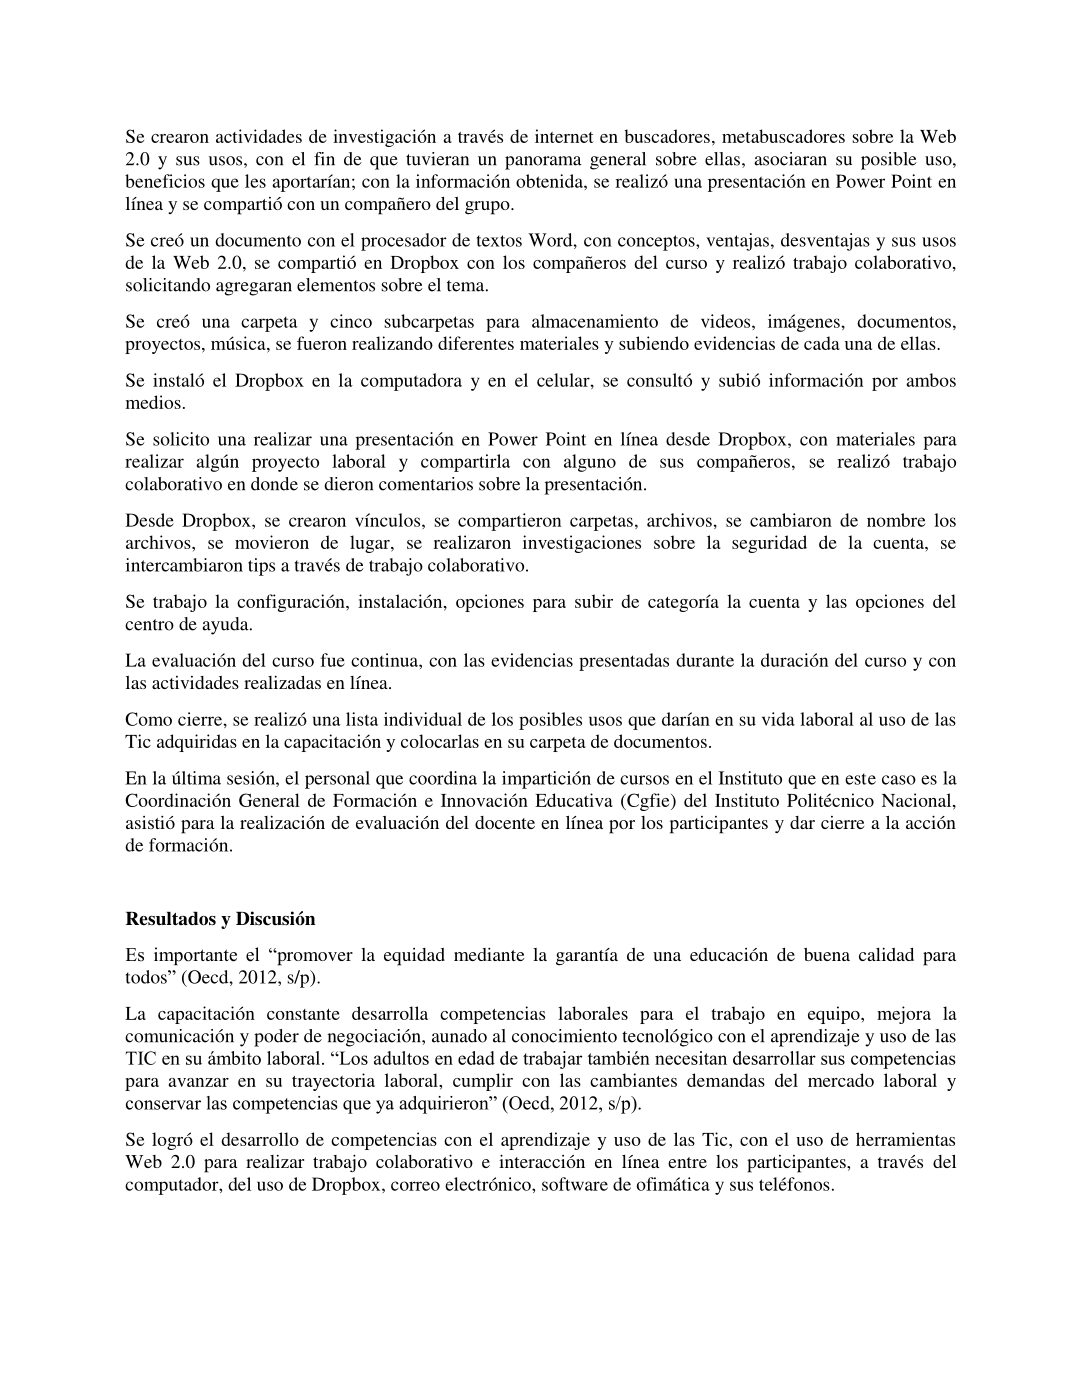 Se crearon actividades de investigación a través de internet en buscadores, metabuscadores sobre la Web
2.0 y sus usos, con el fin de que tuvieran un panorama general sobre ellas, asociaran su posible uso,
beneficios que les aportarían; con la información obtenida, se realizó una presentación en Power Point en
línea y se compartió con un compañero del grupo.
Se creó un documento con el procesador de textos Word, con conceptos, ventajas, desventajas y sus usos
de la Web 2.0, se compartió en Dropbox con los compañeros del curso y realizó trabajo colaborativo,
solicitando agregaran elementos sobre el tema.
Se creó una carpeta y cinco subcarpetas para almacenamiento de videos, imágenes, documentos,
proyectos, música, se fueron realizando diferentes materiales y subiendo evidencias de cada una de ellas.
Se instaló el Dropbox en la computadora y en el celular, se consultó y subió información por ambos
medios.
Se solicito una realizar una presentación en Power Point en línea desde Dropbox, con materiales para
realizar algún proyecto laboral y compartirla con alguno de sus compañeros, se realizó trabajo
colaborativo en donde se dieron comentarios sobre la presentación.
Desde Dropbox, se crearon vínculos, se compartieron carpetas, archivos, se cambiaron de nombre los
archivos, se movieron de lugar, se realizaron investigaciones sobre la seguridad de la cuenta, se
intercambiaron tips a través de trabajo colaborativo.
Se trabajo la configuración, instalación, opciones para subir de categoría la cuenta y las opciones del
centro de ayuda.
La evaluación del curso fue continua, con las evidencias presentadas durante la duración del curso y con
las actividades realizadas en línea.
Como cierre, se realizó una lista individual de los posibles usos que darían en su vida laboral al uso de las
Tic adquiridas en la capacitación y colocarlas en su carpeta de documentos.
En la última sesión, el personal que coordina la impartición de cursos en el Instituto que en este caso es la
Coordinación General de Formación e Innovación Educativa (Cgfie) del Instituto Politécnico Nacional,
asistió para la realización de evaluación del docente en línea por los participantes y dar cierre a la acción
de formación.
Resultados y Discusión
Es importante el “promover la equidad mediante la garantía de una educación de buena calidad para
todos” (Oecd, 2012, s/p).
La capacitación constante desarrolla competencias laborales para el trabajo en equipo, mejora la
comunicación y poder de negociación, aunado al conocimiento tecnológico con el aprendizaje y uso de las
TIC en su ámbito laboral. “Los adultos en edad de trabajar también necesitan desarrollar sus competencias
para avanzar en su trayectoria laboral, cumplir con las cambiantes demandas del mercado laboral y
conservar las competencias que ya adquirieron” (Oecd, 2012, s/p).
Se logró el desarrollo de competencias con el aprendizaje y uso de las Tic, con el uso de herramientas
Web 2.0 para realizar trabajo colaborativo e interacción en línea entre los participantes, a través del
computador, del uso de Dropbox, correo electrónico, software de ofimática y sus teléfonos.